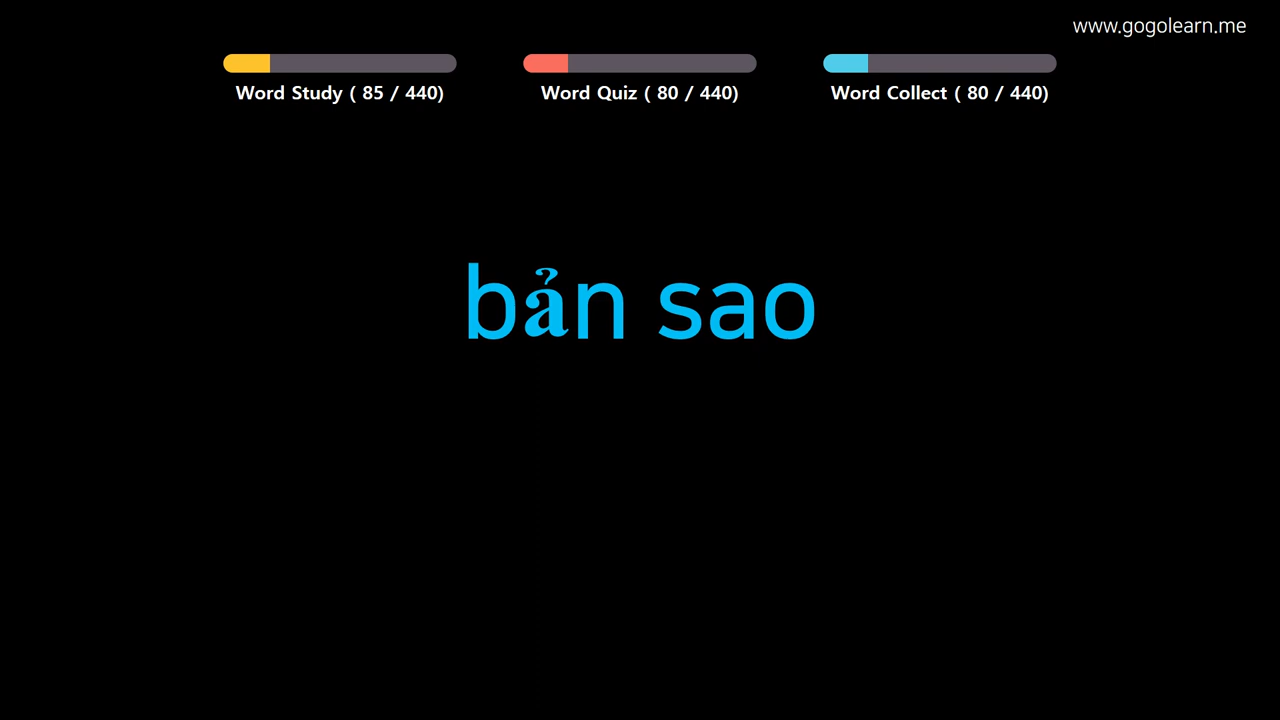 www.gogolearn.me
Word Study ( 85 / 440)
Word Quiz ( 80 / 440)
Word Collect ( 80 / 440)
bản sao